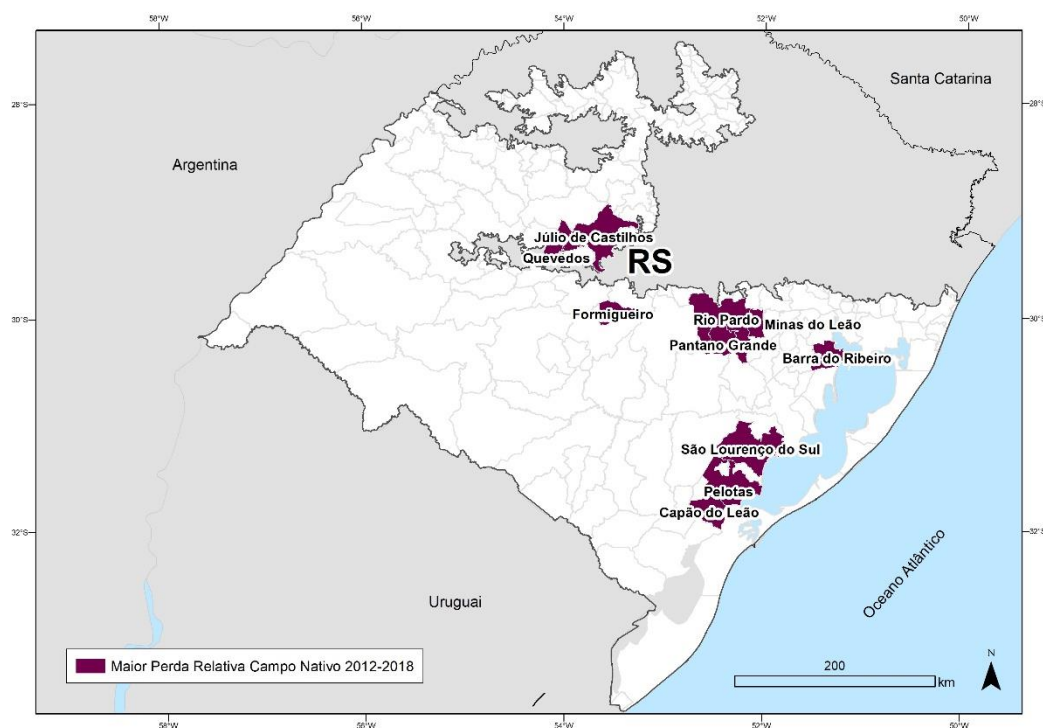 58°W
56°W
54°W
52°W
50°W
Santa Catarina
28°S
28°S
Argentina
Júlio de Castilhos
Quevedos
RS
30°S
Formigueiro
Rio Pardo
Minas do Leão
30°S
Pantano Grande
Barra do Ribeiro
São Lourenço do Sul
Pelotas
Capão do Leão
32°S
32°S
Oceano Atlântico
Uruguai
Maior Perda Relativa Campo Nativo 2012-2018
200
km
N
58°W
56°W
54°W
52°W
50°W